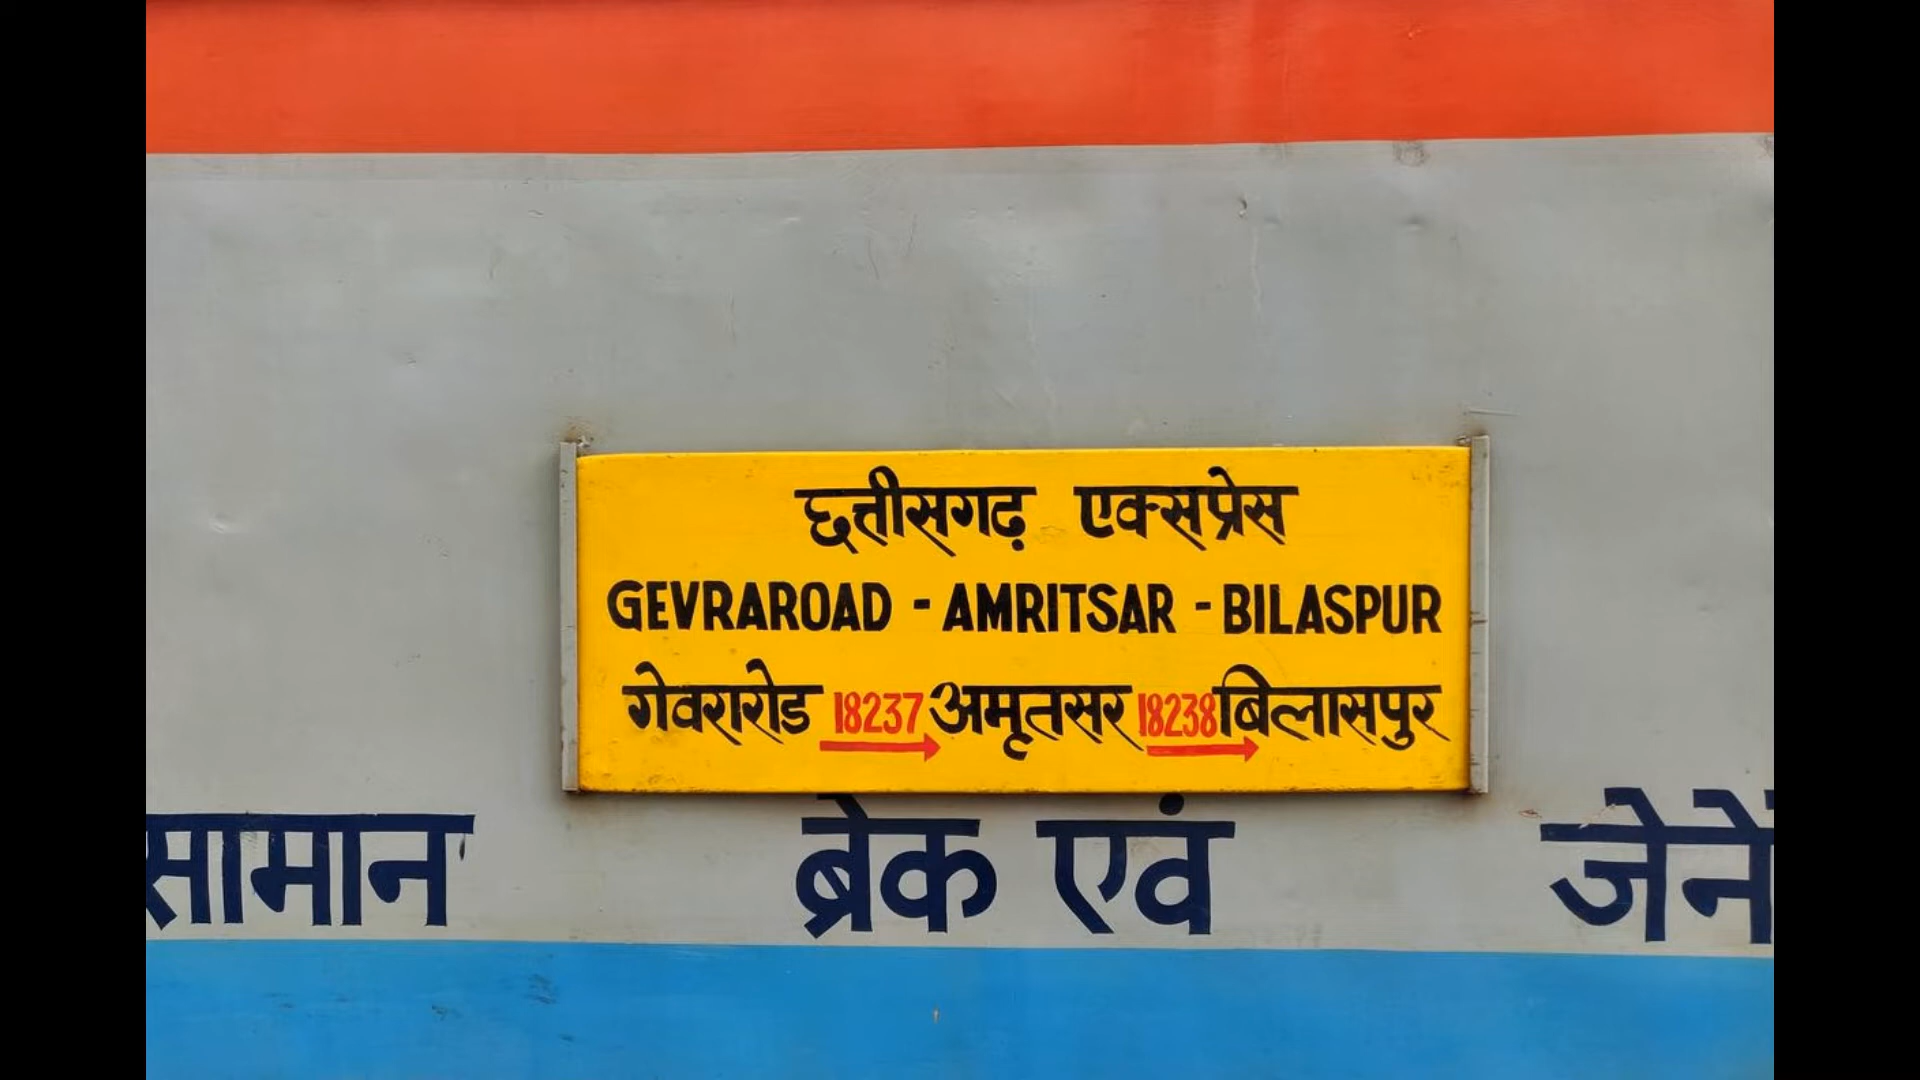 छत्तीसगढ़ एक्सप्रेस
GEVRAROAD - AMRITSAR - BILASPUR
गेवरारोड 18237 अमृतसर 18238 बिलासपुर
सामान ब्रेक एवं